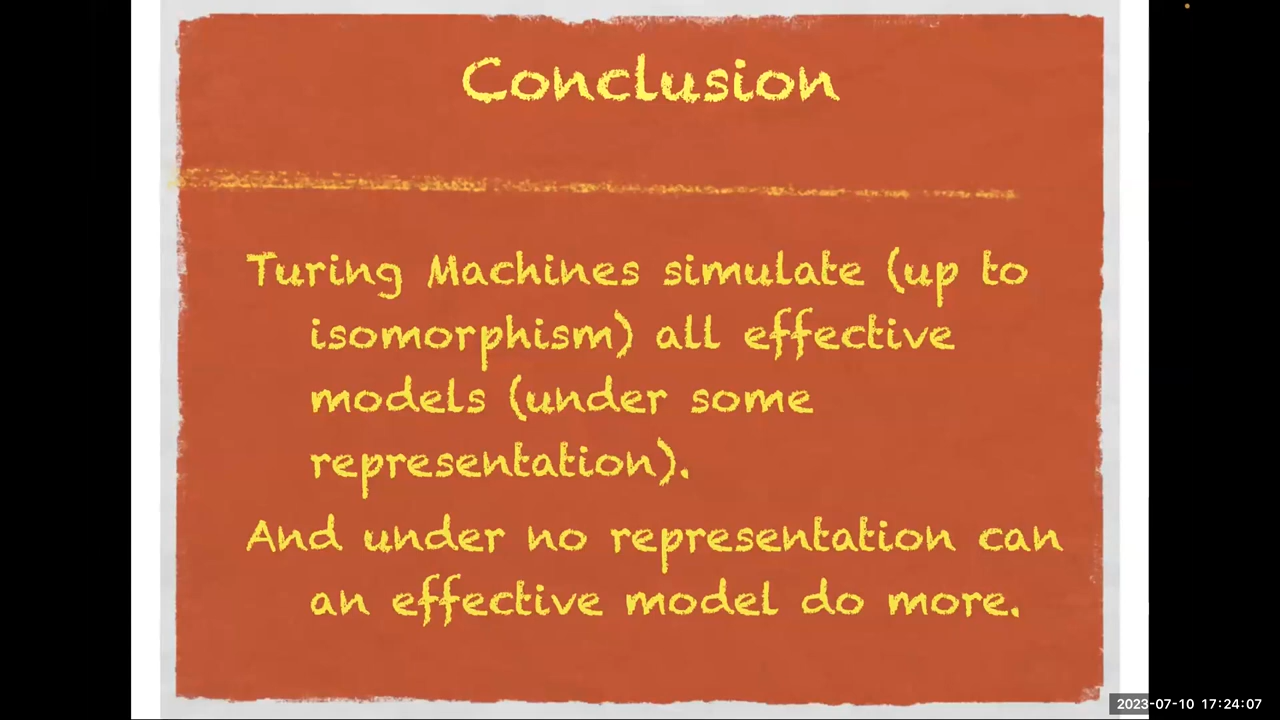 Conclusion
Turing Machines simulate (up to
isomorphism) all effective
models (under some
representation).
And under no representation can
an effective model do more.
2023-07-10 17:24:07